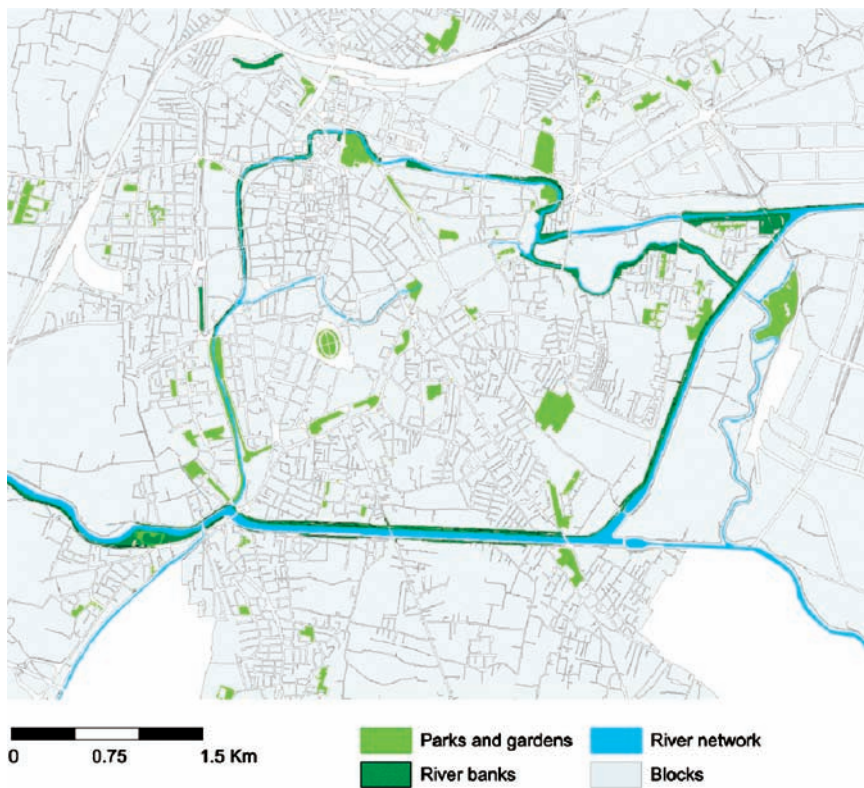 0 0.75 1.5 Km
Parks and gardens
River network
River banks
Blocks